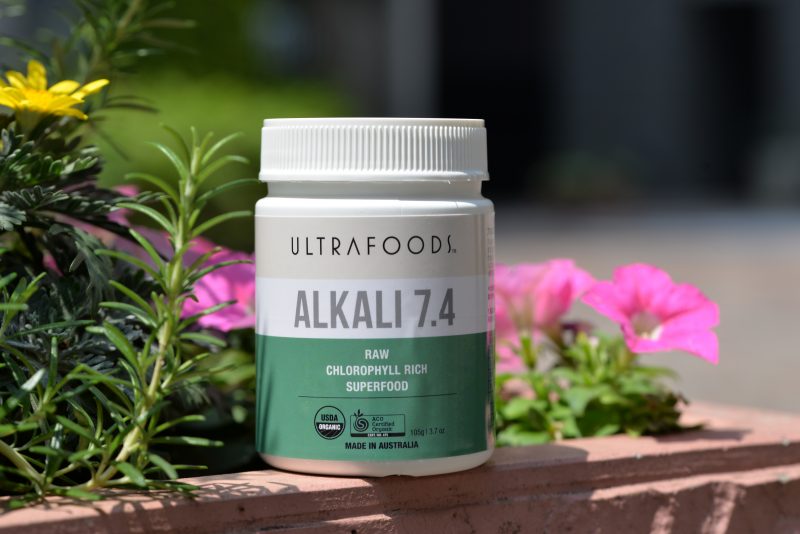 ULTRAFOODS
ALKALI 7.4
RAW
CHLOROPHYLL RICH
SUPERFOOD
USDA
ORGANIC
ACO
Certified
Organic
105g | 3.7 oz
MADE IN AUSTRALIA